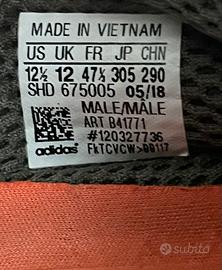 MADE IN VIETNAM
US UK FR JP CHN
12½ 12 47⅓ 305 290
SHD 675005 05/18
MALE/MÂLE
ART B41771
#120327736
adidas FkTCVCW>BB117
subito